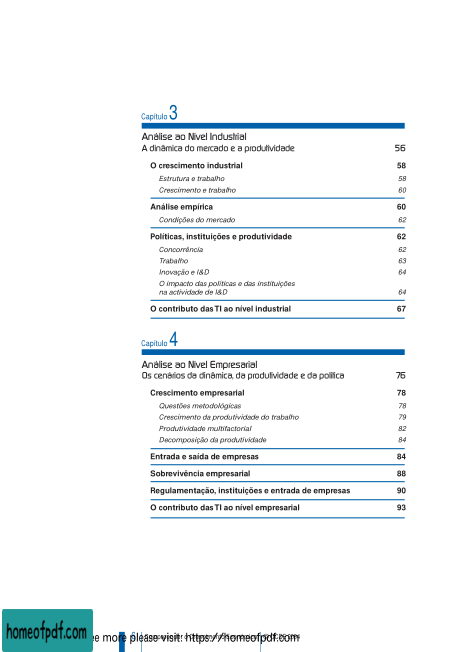 Capítulo 3
Análise ao Nível Industrial
A dinâmica do mercado e a produtividade 56
O crescimento industrial 58
Estrutura e trabalho 58
Crescimento e trabalho 60
Análise empírica 60
Condições do mercado 62
Políticas, instituições e produtividade 62
Concorrência 62
Trabalho 63
Inovação e I&D 64
O impacto das políticas e das instituições
na actividade de I&D 64
O contributo das TI ao nível industrial 67
Capítulo 4
Análise ao Nível Empresarial
Os cenários da dinâmica, da produtividade e da política 76
Crescimento empresarial 78
Questões metodológicas 78
Crescimento da produtividade do trabalho 79
Produtividade multifactorial 82
Decomposição da produtividade 84
Entrada e saída de empresas 84
Sobrevivência empresarial 88
Regulamentação, instituições e entrada de empresas 90
O contributo das TI ao nível empresarial 93
more please visit: https://homeofpdf.com
homeofpdf.com